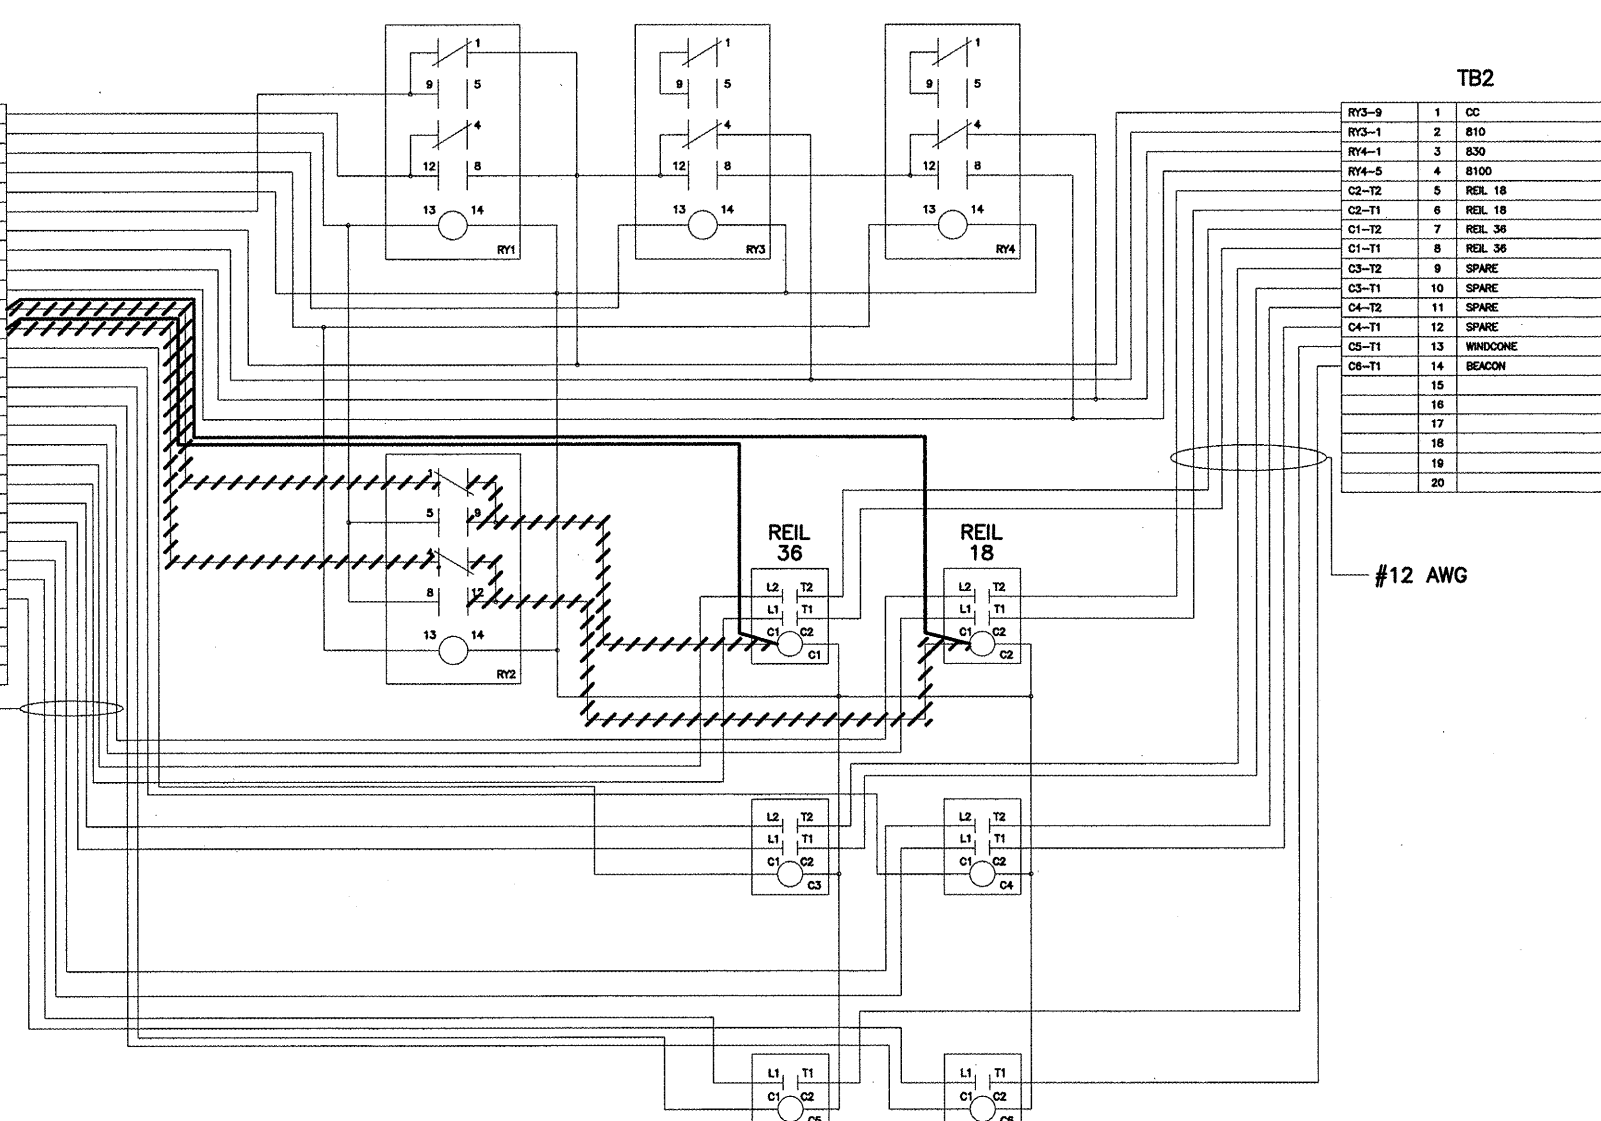 1
9 5
4
12 8
13 14
RY1
1
9 5
4
12 8
13 14
RY3
1
9 5
4
12 8
13 14
RY4
TB2
RY3-9 1 CC
RY3-1 2 810
RY4-1 3 830
RY4-5 4 8100
C2-T2 5 REIL 18
C2-T1 6 REIL 18
C1-T2 7 REIL 36
C1-T1 8 REIL 36
C3-T2 9 SPARE
C3-T1 10 SPARE
C4-T2 11 SPARE
C4-T1 12 SPARE
C5-T1 13 WINDCONE
C6-T1 14 BEACON
15
16
17
18
19
20
#12 AWG
1
5 9
4
8 12
13 14
RY2
REIL
36
L2 T2
L1 T1
C1 C2
C1
REIL
18
L2 T2
L1 T1
C1 C2
C2
L2 T2
L1 T1
C1 C2
C3
L2 T2
L1 T1
C1 C2
C4
L1 T1
C1 C2
C5
L1 T1
C1 C2
C6